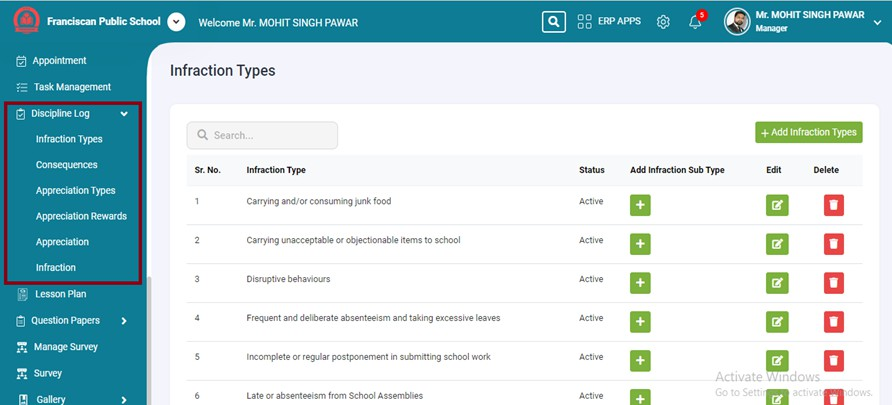 Franciscan Public School
Welcome Mr. MOHIT SINGH PAWAR
ERP APPS
5
Mr. MOHIT SINGH PAWAR
Manager
Appointment
Task Management
Discipline Log
Infraction Types
Consequences
Appreciation Types
Appreciation Rewards
Appreciation
Infraction
Lesson Plan
Question Papers
Manage Survey
Survey
Gallery
Infraction Types
Search...
+ Add Infraction Types
Sr. No. Infraction Type Status Add Infraction Sub Type Edit Delete
1 Carrying and/or consuming junk food Active
2 Carrying unacceptable or objectionable items to school Active
3 Disruptive behaviours Active
4 Frequent and deliberate absenteeism and taking excessive leaves Active
5 Incomplete or regular postponement in submitting school work Active
6 Late or absenteeism from School Assemblies Active
Activate Windows
Go to Settings to activate Windows.